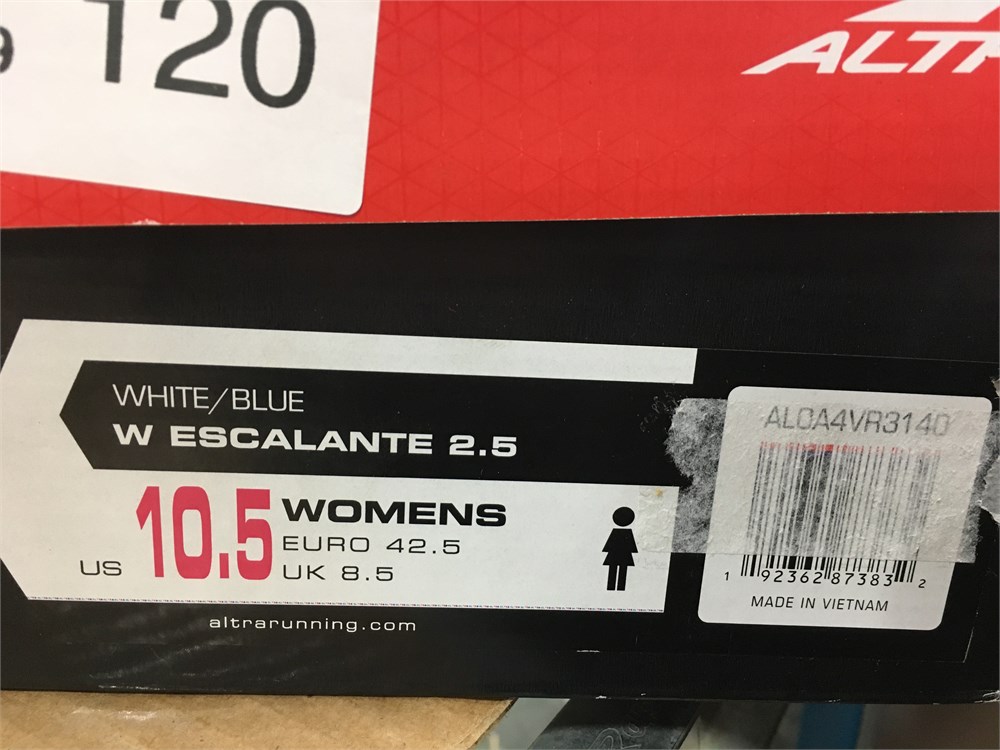 120
ALTR
WHITE/BLUE
W ESCALANTE 2.5
US 10.5 WOMENS
EURO 42.5
UK 8.5
altrarunning.com
AL0A4VR3140
1 92362 87383 2
MADE IN VIETNAM